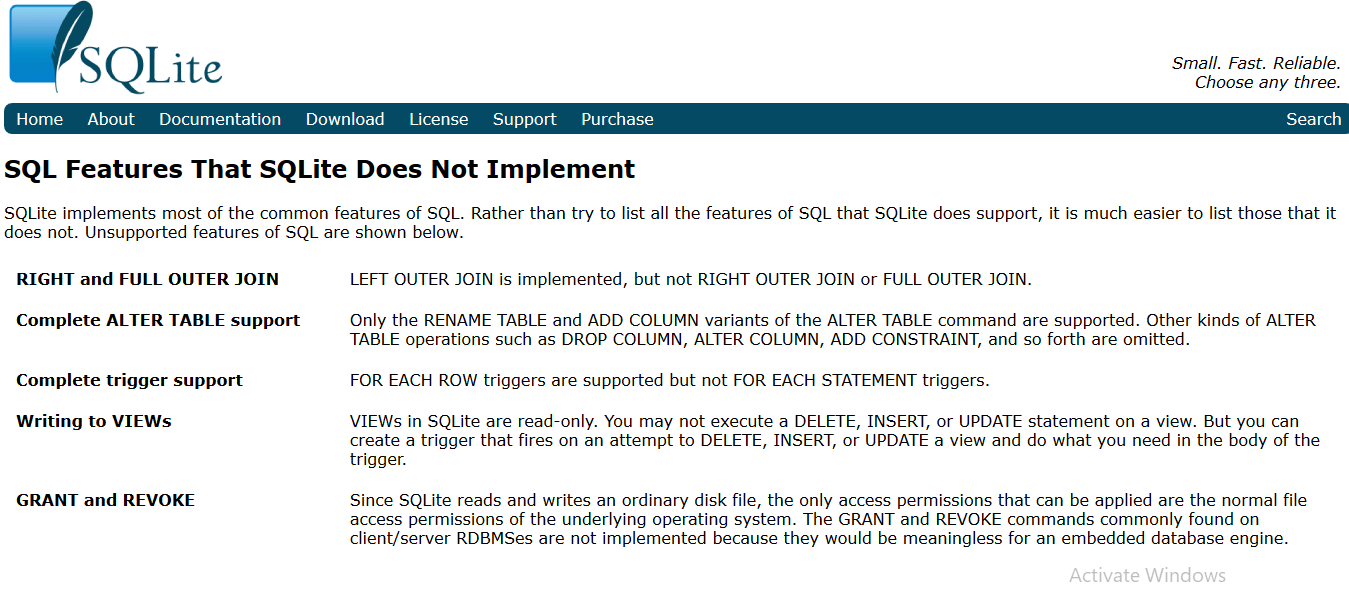 SQLite
Small. Fast. Reliable.
Choose any three.
Home About Documentation Download License Support Purchase Search
SQL Features That SQLite Does Not Implement
SQLite implements most of the common features of SQL. Rather than try to list all the features of SQL that SQLite does support, it is much easier to list those that it
does not. Unsupported features of SQL are shown below.
RIGHT and FULL OUTER JOIN LEFT OUTER JOIN is implemented, but not RIGHT OUTER JOIN or FULL OUTER JOIN.
Complete ALTER TABLE support Only the RENAME TABLE and ADD COLUMN variants of the ALTER TABLE command are supported. Other kinds of ALTER
TABLE operations such as DROP COLUMN, ALTER COLUMN, ADD CONSTRAINT, and so forth are omitted.
Complete trigger support FOR EACH ROW triggers are supported but not FOR EACH STATEMENT triggers.
Writing to VIEWs VIEWs in SQLite are read-only. You may not execute a DELETE, INSERT, or UPDATE statement on a view. But you can
create a trigger that fires on an attempt to DELETE, INSERT, or UPDATE a view and do what you need in the body of the
trigger.
GRANT and REVOKE Since SQLite reads and writes an ordinary disk file, the only access permissions that can be applied are the normal file
access permissions of the underlying operating system. The GRANT and REVOKE commands commonly found on
client/server RDBMSes are not implemented because they would be meaningless for an embedded database engine.
Activate Windows